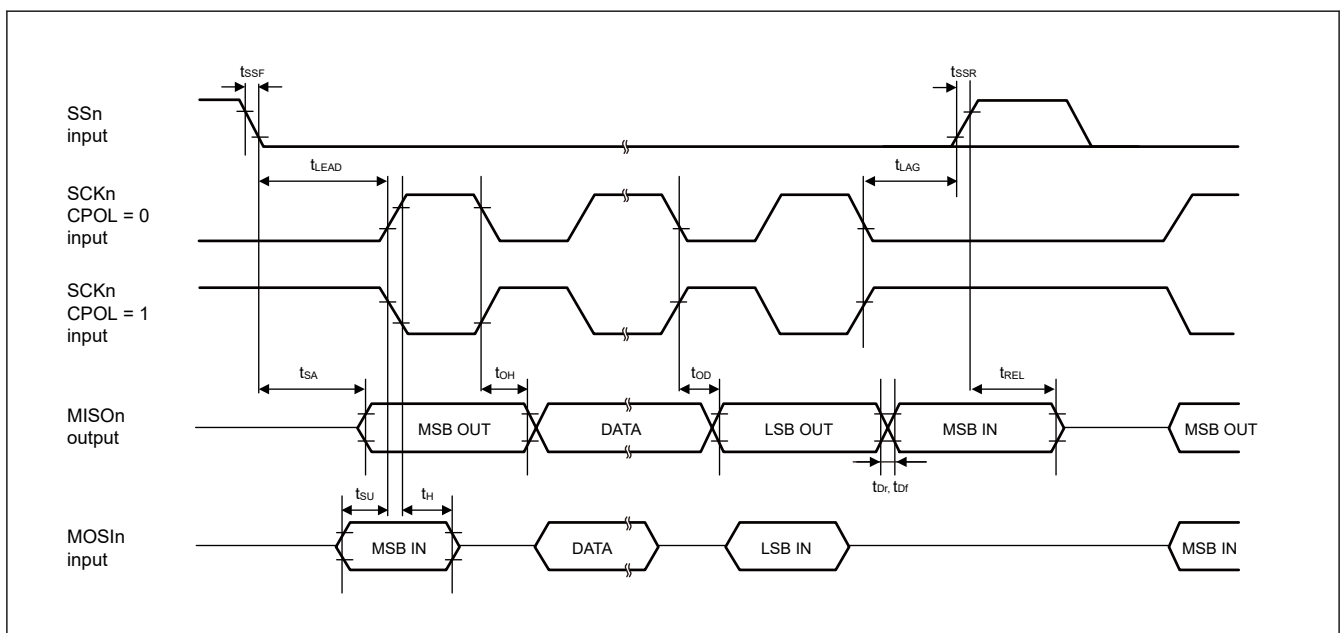 tSSF
tSSR
SSn
input
tLEAD
tLAG
SCKn
CPOL = 0
input
SCKn
CPOL = 1
input
tSA
tOH
tOD
tREL
MISOn
output
MSB OUT
DATA
LSB OUT
MSB IN
MSB OUT
tDr, tDf
tSU
tH
MOSIn
input
MSB IN
DATA
LSB IN
MSB IN